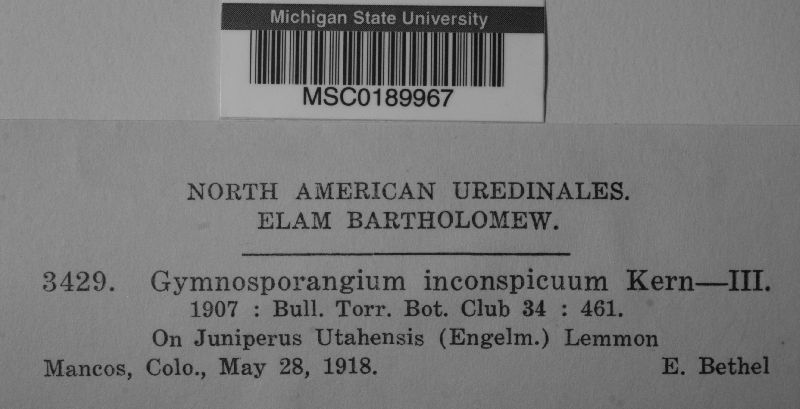 Michigan State University
MSC0189967
NORTH AMERICAN UREDINALES.
ELAM BARTHOLOMEW.
3429. Gymnosporangium inconspicuum Kern—III.
1907 : Bull. Torr. Bot. Club 34 : 461.
On Juniperus Utahensis (Engelm.) Lemmon
Mancos, Colo., May 28, 1918. E. Bethel